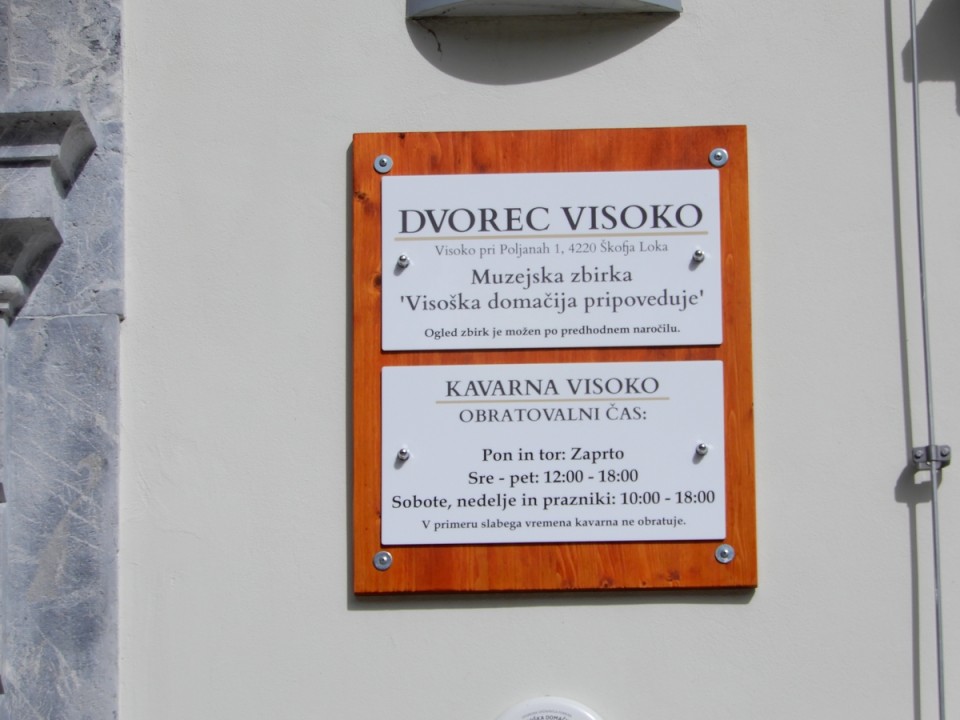 DVOREC VISOKO
Visoko pri Poljanah 1, 4220 Škofja Loka
Muzejska zbirka
'Visoška domačija pripoveduje'
Ogled zbirk je možen po predhodnem naročilu.
KAVARNA VISOKO
OBRATOVALNI ČAS:
Pon in tor: Zaprto
Sre - pet: 12:00 - 18:00
Sobote, nedelje in prazniki: 10:00 - 18:00
V primeru slabega vremena kavarna ne obratuje.